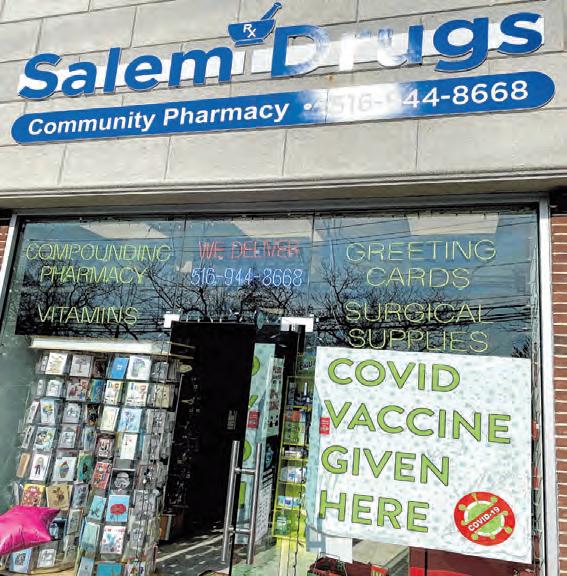 Salem Drugs
RX
Community Pharmacy • 516-944-8668
COMPOUNDING
PHARMACY
VITAMINS
WE DELIVER
516-944-8668
GREETING
CARDS
SURGICAL
SUPPLIES
COVID
VACCINE
GIVEN
HERE
COVID-19